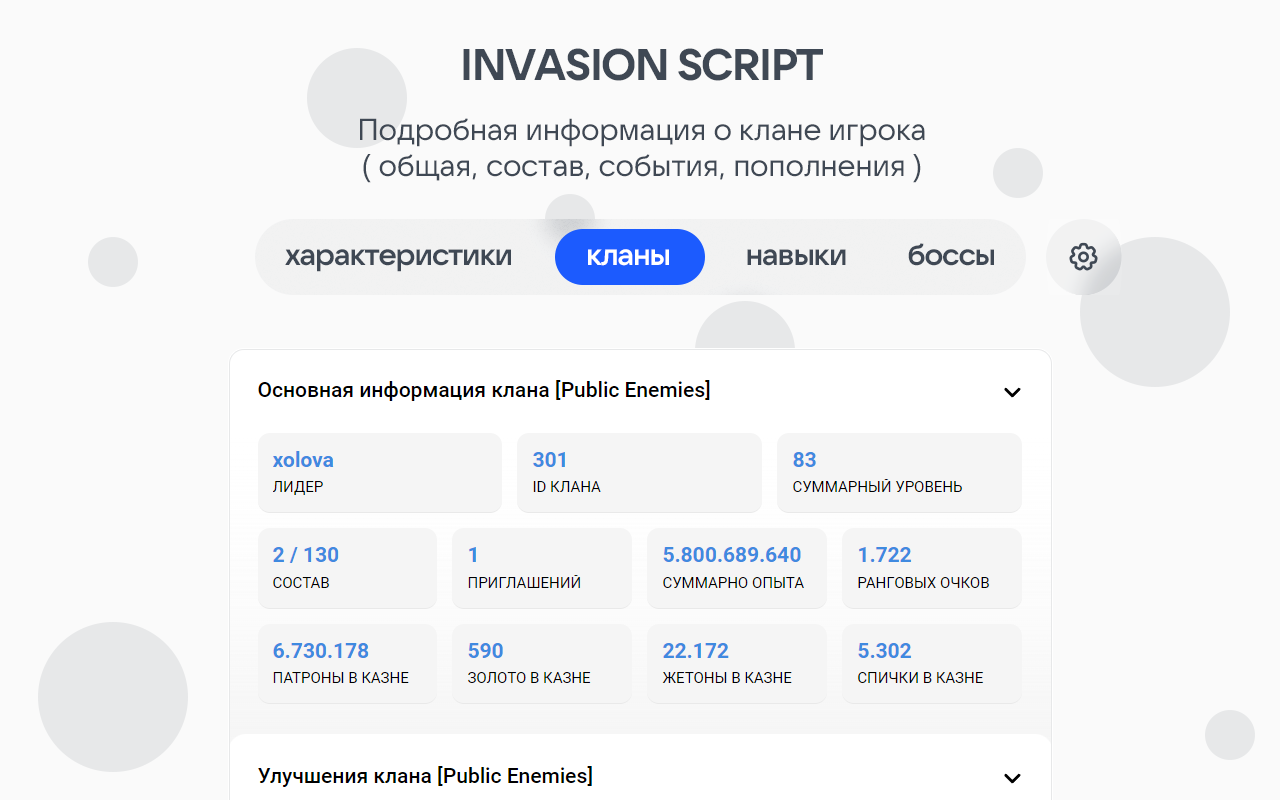 INVASION SCRIPT
Подробная информация о клане игрока
( общая, состав, события, пополнения )
характеристики кланы навыки боссы
Основная информация клана [Public Enemies]
xolova 301 83
ЛИДЕР ID КЛАНА СУММАРНЫЙ УРОВЕНЬ
2 / 130 1 5.800.689.640 1.722
СОСТАВ ПРИГЛАШЕНИЙ СУММАРНО ОПЫТА РАНГОВЫХ ОЧКОВ
6.730.178 590 22.172 5.302
ПАТРОНЫ В КАЗНЕ ЗОЛОТО В КАЗНЕ ЖЕТОНЫ В КАЗНЕ СПИЧКИ В КАЗНЕ
Улучшения клана [Public Enemies]